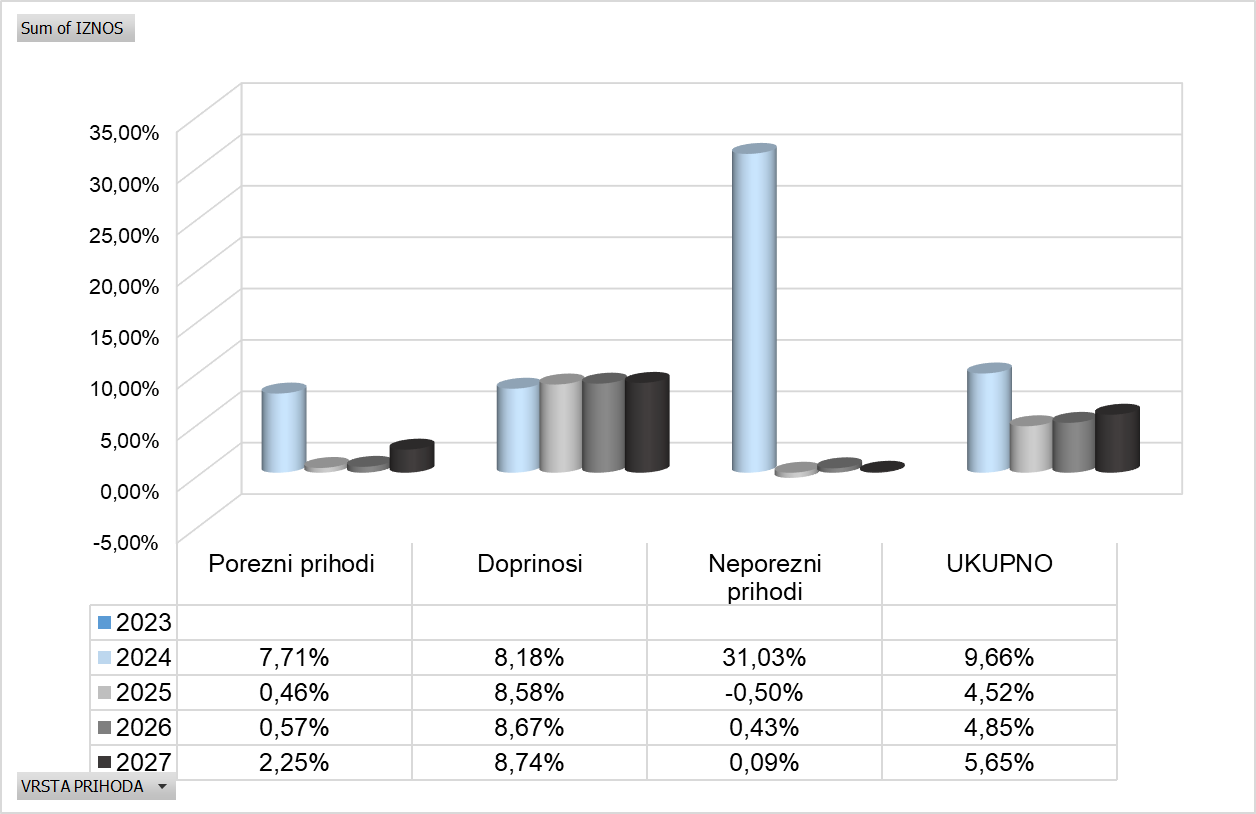 Sum of IZNOS
35,00%
30,00%
25,00%
20,00%
15,00%
10,00%
5,00%
0,00%
-5,00%
Porezni prihodi Doprinosi Neporezni prihodi UKUPNO
2023
2024 7,71% 8,18% 31,03% 9,66%
2025 0,46% 8,58% -0,50% 4,52%
2026 0,57% 8,67% 0,43% 4,85%
2027 2,25% 8,74% 0,09% 5,65%
VRSTA PRIHODA